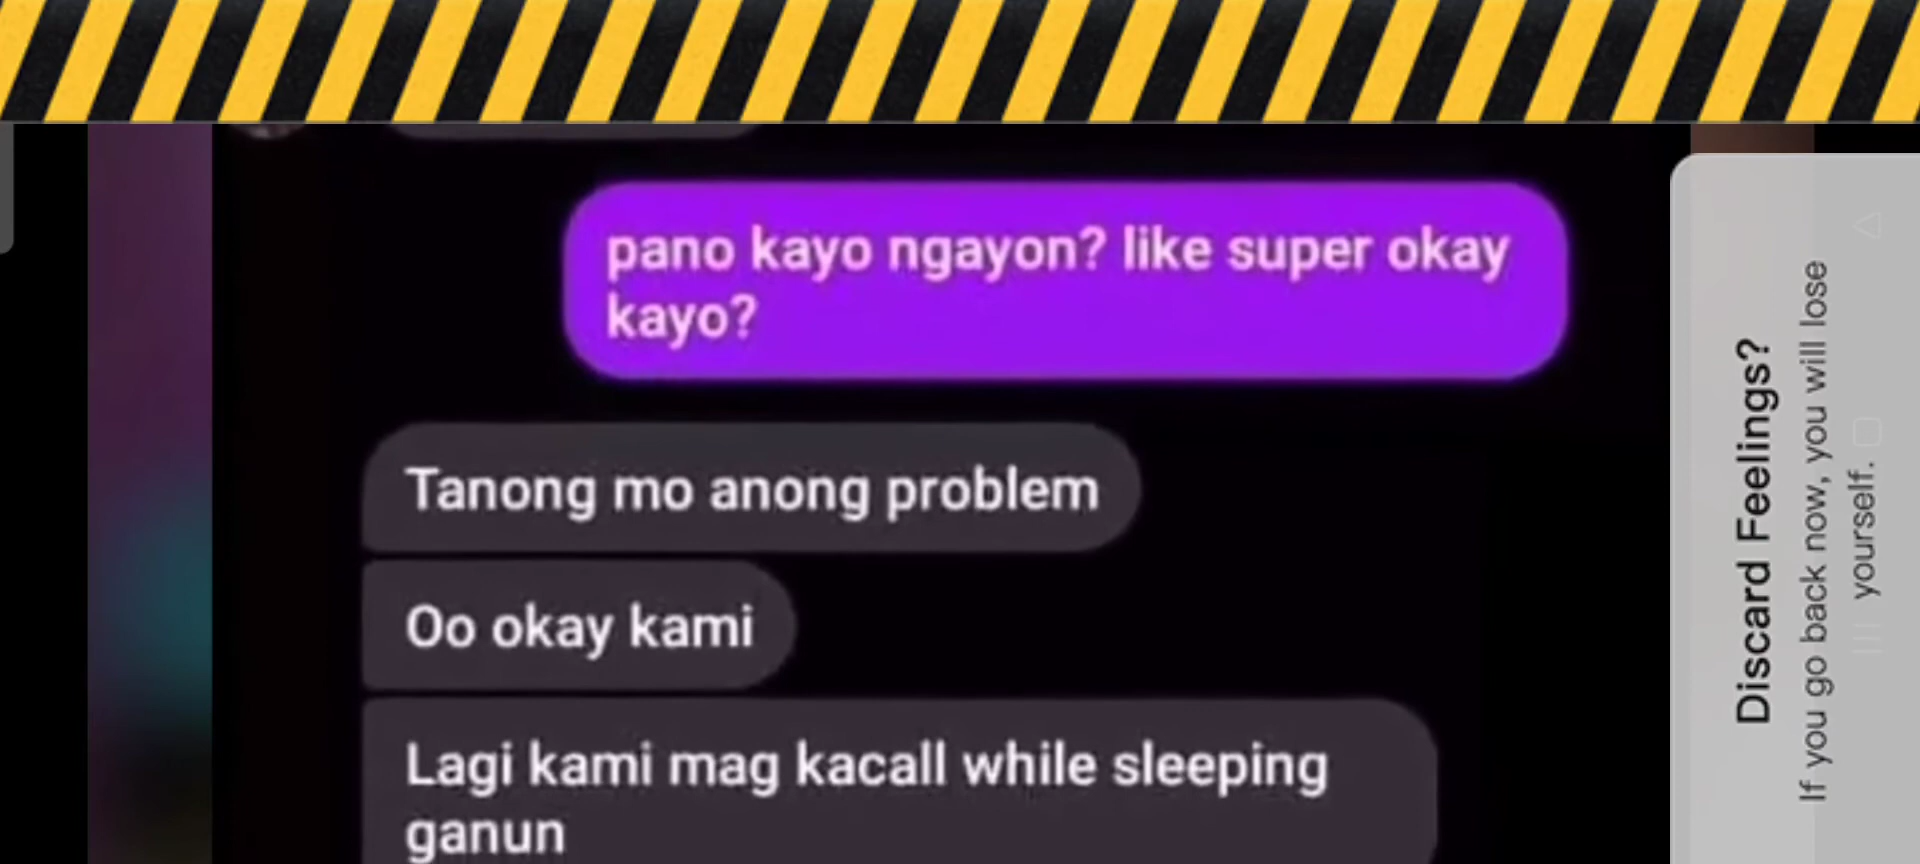 pano kayo ngayon? like super okay
kayo?
Tanong mo anong problem
Oo okay kami
Lagi kami mag kacall while sleeping
ganun
Discard Feelings?
If you go back now, you will lose
yourself.